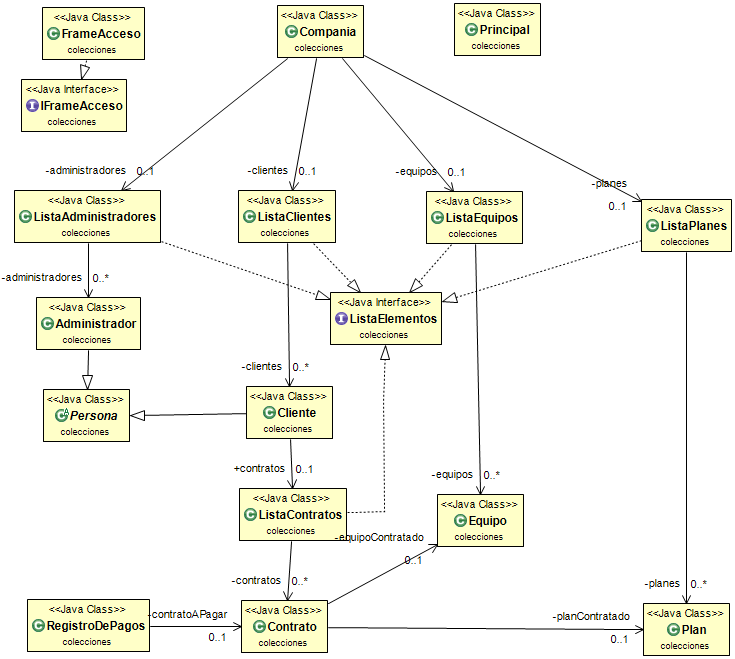 <<Java Class>>
FrameAcceso
colecciones
<<Java Class>>
Compania
colecciones
<<Java Class>>
Principal
colecciones
<<Java Interface>>
IFrameAcceso
colecciones
-administradores 0..1
-clientes 0..1
-equipos 0..1
-planes
0..1
<<Java Class>>
ListaAdministradores
colecciones
<<Java Class>>
ListaClientes
colecciones
<<Java Class>>
ListaEquipos
colecciones
<<Java Class>>
ListaPlanes
colecciones
-administradores 0..*
<<Java Class>>
Administrador
colecciones
<<Java Interface>>
ListaElementos
colecciones
-clientes 0..*
<<Java Class>>
Persona
colecciones
<<Java Class>>
Cliente
colecciones
+contratos 0..1
-equipos 0..*
<<Java Class>>
ListaContratos
colecciones
<<Java Class>>
Equipo
colecciones
-equipoContratado
0..1
-contratos 0..*
-planes 0..*
<<Java Class>>
RegistroDePagos
colecciones
-contratoAPagar
0..1
<<Java Class>>
Contrato
colecciones
-planContratado
0..1
<<Java Class>>
Plan
colecciones